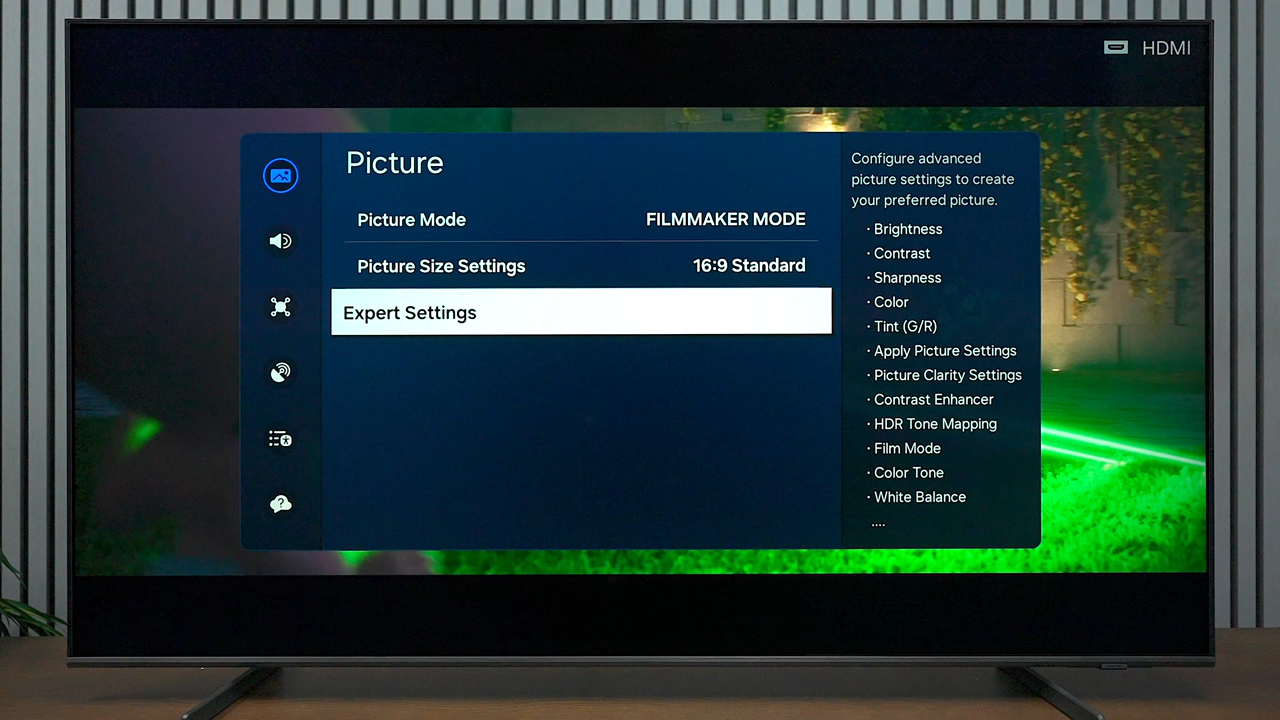 HDMI
Picture
Picture Mode FILMMAKER MODE
Picture Size Settings 16:9 Standard
Expert Settings
Configure advanced
picture settings to create
your preferred picture.
· Brightness
· Contrast
· Sharpness
· Color
· Tint (G/R)
· Apply Picture Settings
· Picture Clarity Settings
· Contrast Enhancer
· HDR Tone Mapping
· Film Mode
· Color Tone
· White Balance
....